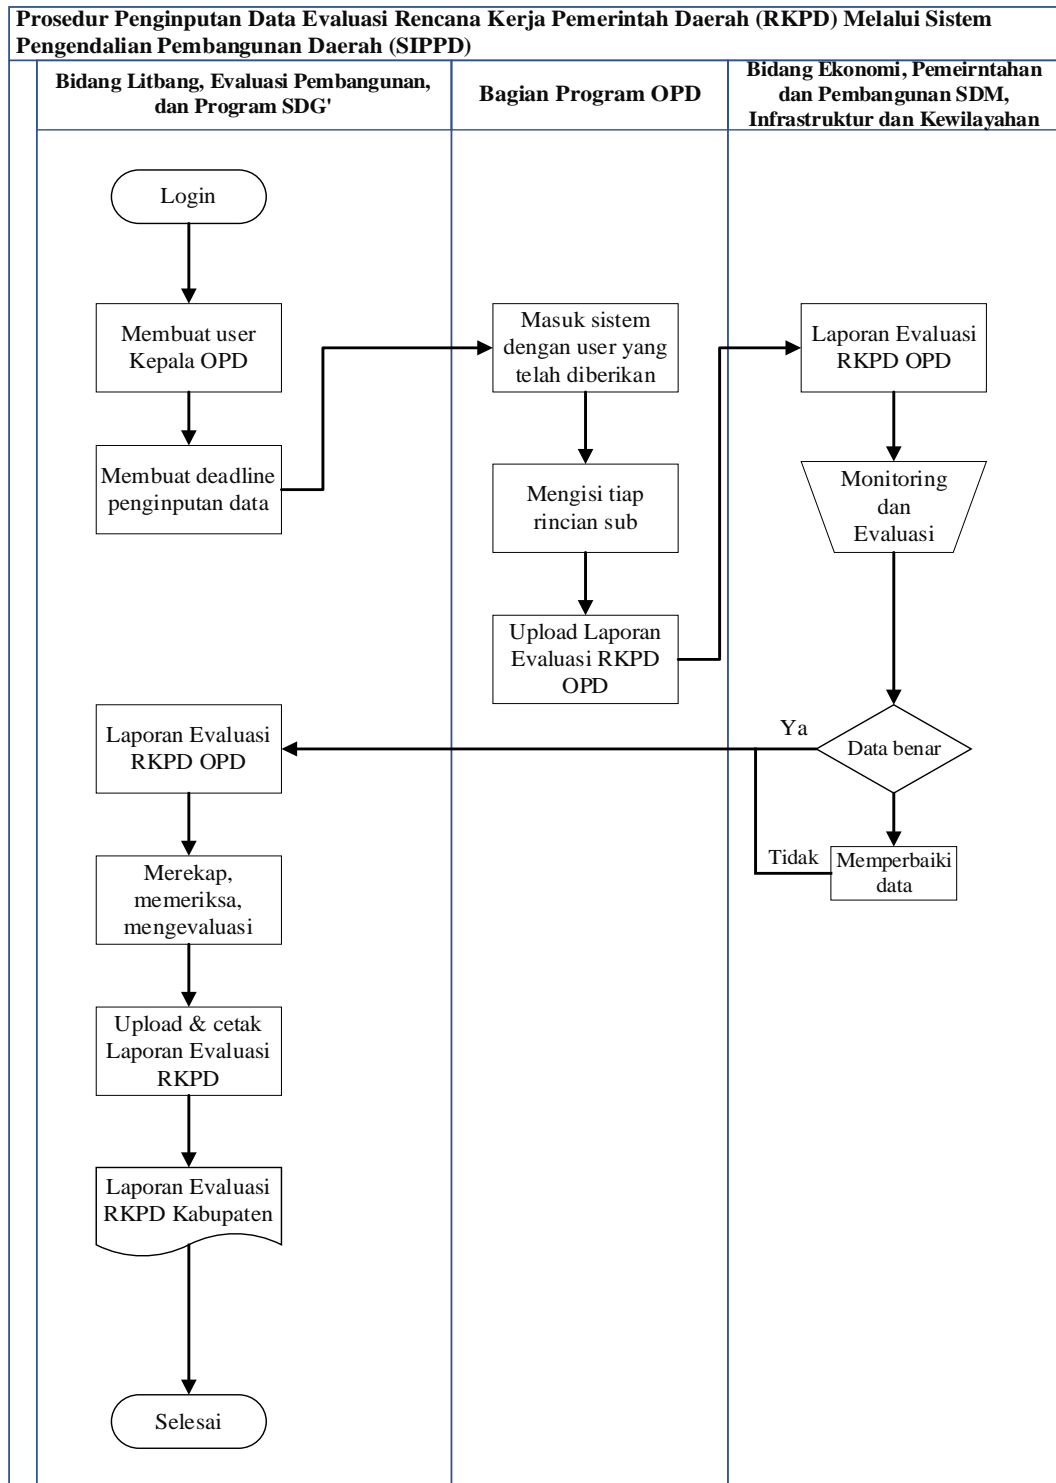 Prosedur Penginputan Data Evaluasi Rencana Kerja Pemerintah Daerah (RKPD) Melalui Sistem
Pengendalian Pembangunan Daerah (SIPPD)
Bidang Litbang, Evaluasi Pembangunan,
dan Program SDG'
Bagian Program OPD
Bidang Ekonomi, Pemeirntahan
dan Pembangunan SDM,
Infrastruktur dan Kewilayahan
Login
Membuat user
Kepala OPD
Membuat deadline
penginputan data
Masuk sistem
dengan user yang
telah diberikan
Mengisi tiap
rincian sub
Upload Laporan
Evaluasi RKPD
OPD
Laporan Evaluasi
RKPD OPD
Monitoring
dan
Evaluasi
Data benar
Ya
Tidak
Memperbaiki
data
Laporan Evaluasi
RKPD OPD
Merekap,
memeriksa,
mengevaluasi
Upload & cetak
Laporan Evaluasi
RKPD
Laporan Evaluasi
RKPD Kabupaten
Selesai